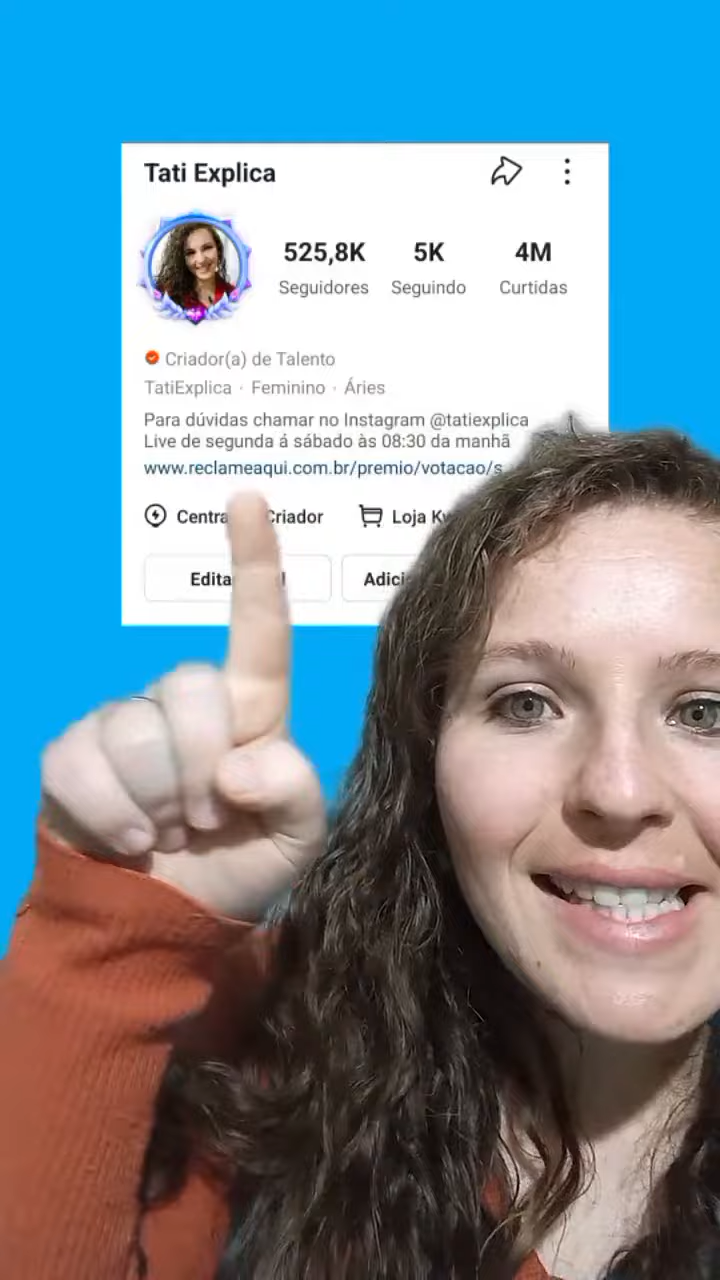 Tati Explica
525,8K 5K 4M
Seguidores Seguindo Curtidas
Criador(a) de Talento
TatiExplica · Feminino · Áries
Para dúvidas chamar no Instagram @tatiexplica
Live de segunda á sábado às 08:30 da manhã
www.reclameaqui.com.br/premio/votacao/s
Criador Loja